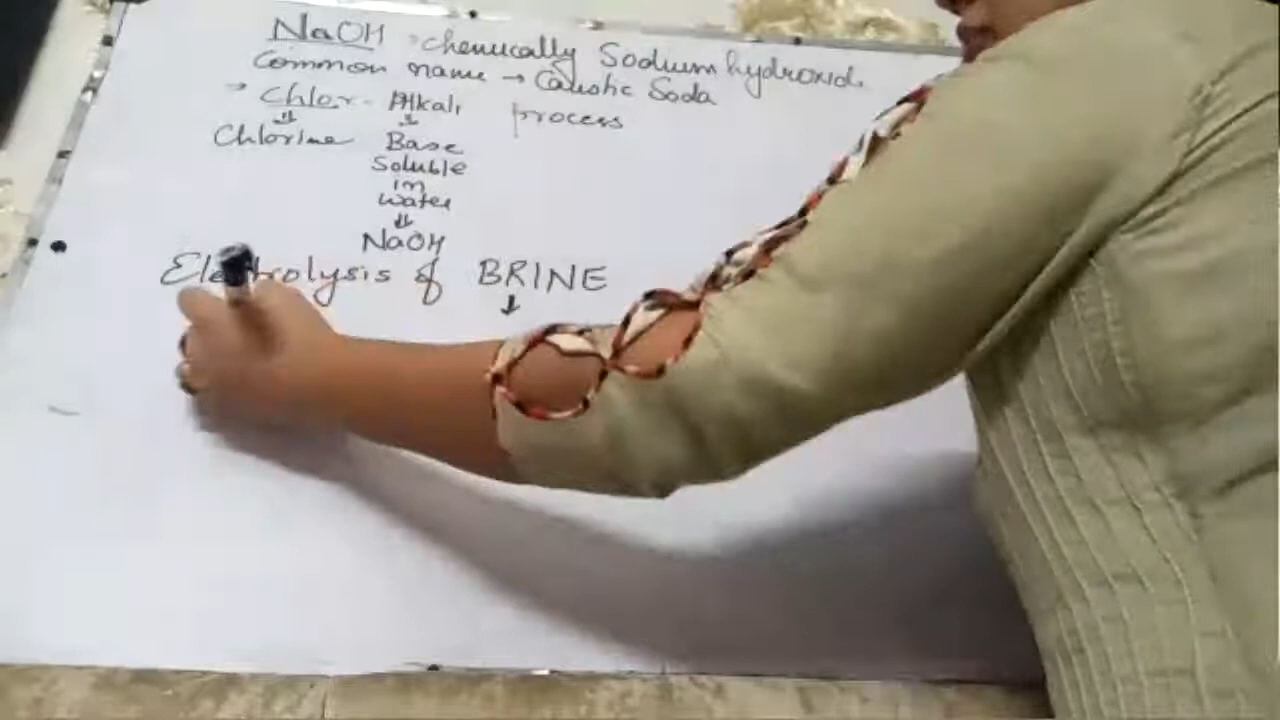 NaOH → chemically Sodium hydroxide
Common name → Caustic Soda
→ Chlor - Alkali process
⇓ ↓
Chlorine Base
Soluble
in
water
⇓
NaOH
Electrolysis of BRINE
↓